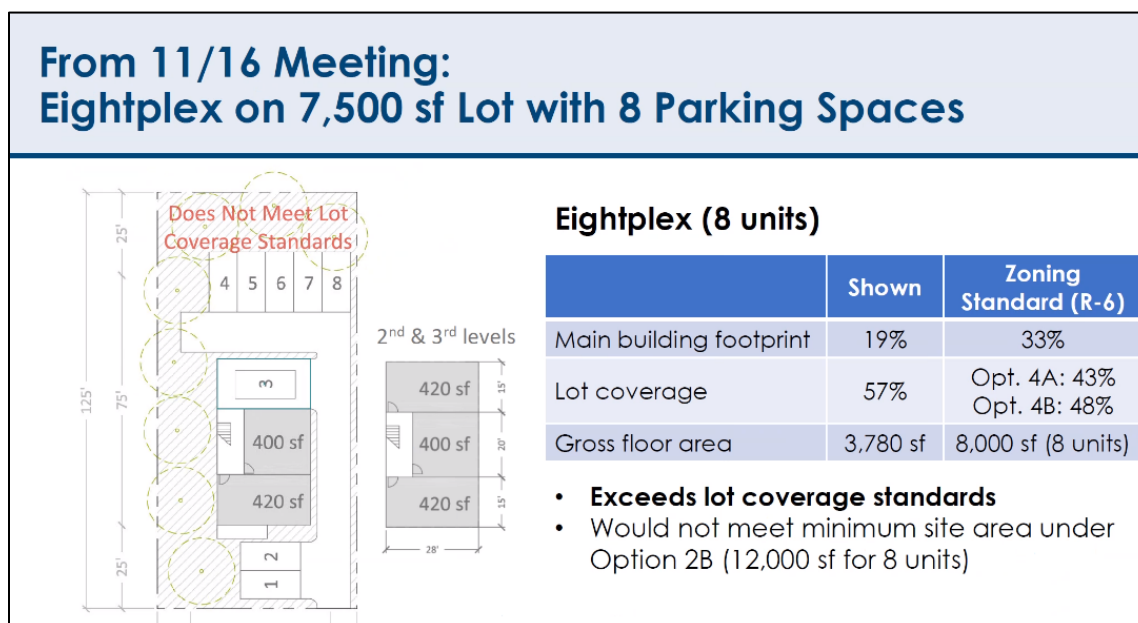 From 11/16 Meeting:
Eightplex on 7,500 sf Lot with 8 Parking Spaces
Does Not Meet Lot
Coverage Standards
25'
75'
25'
125'
4 5 6 7 8
3
400 sf
420 sf
2
1
2nd & 3rd levels
420 sf
400 sf
420 sf
15'
20'
15'
28'
Eightplex (8 units)
Shown Zoning Standard (R-6)
Main building footprint 19% 33%
Lot coverage 57% Opt. 4A: 43%
Opt. 4B: 48%
Gross floor area 3,780 sf 8,000 sf (8 units)
• Exceeds lot coverage standards
• Would not meet minimum site area under
Option 2B (12,000 sf for 8 units)